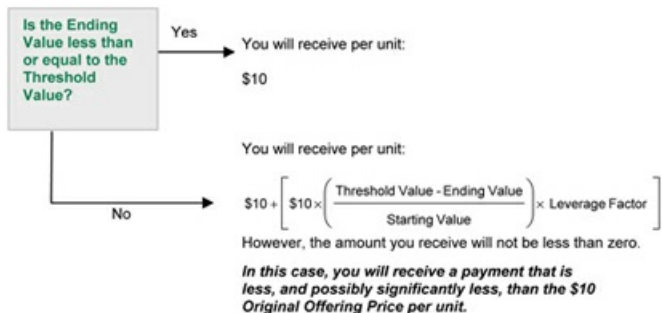 Is the Ending
Value less than
or equal to the
Threshold
Value?
Yes
You will receive per unit:
$10
No
You will receive per unit:
$10 + [ $10 × ( Threshold Value - Ending Value / Starting Value ) × Leverage Factor ]
However, the amount you receive will not be less than zero.
In this case, you will receive a payment that is
less, and possibly significantly less, than the $10
Original Offering Price per unit.